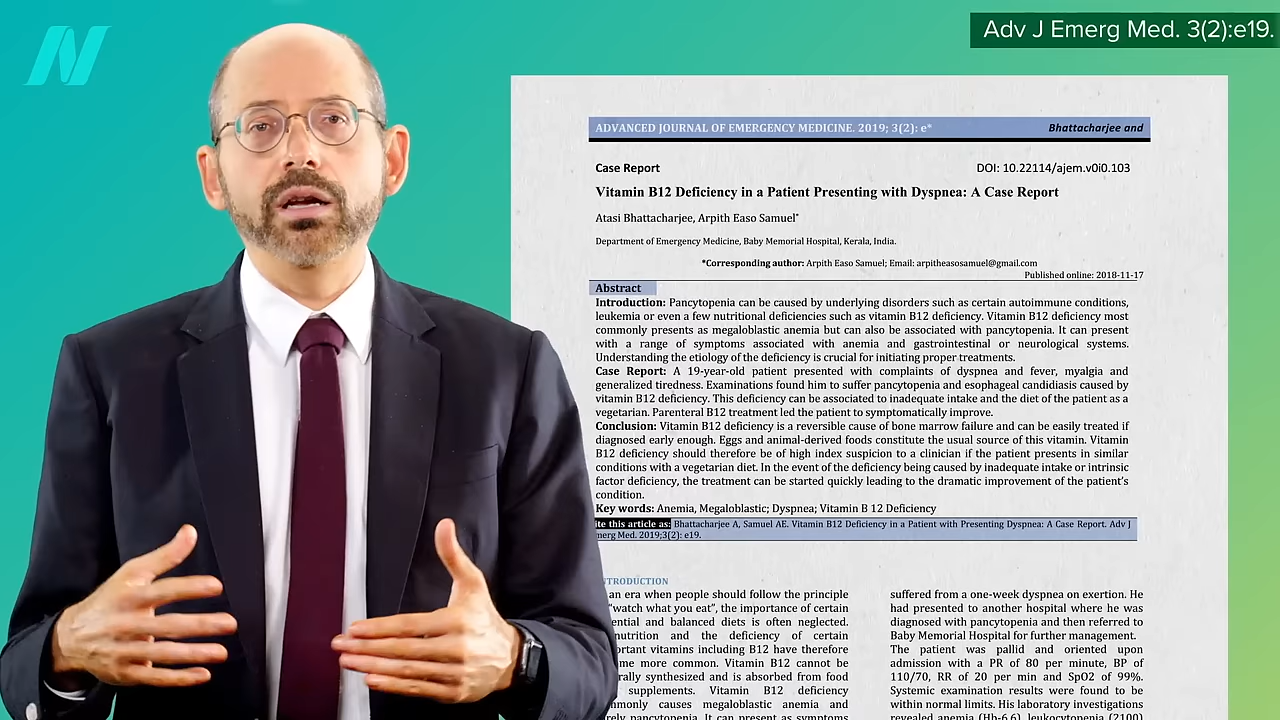 Adv J Emerg Med. 3(2):e19.
ADVANCED JOURNAL OF EMERGENCY MEDICINE. 2019; 3(2): e* Bhattacharjee and
Case Report DOI: 10.22114/ajem.v0i0.103
Vitamin B12 Deficiency in a Patient Presenting with Dyspnea: A Case Report
Atasi Bhattacharjee, Arpith Easo Samuel*
Department of Emergency Medicine, Baby Memorial Hospital, Kerala, India.
*Corresponding author: Arpith Easo Samuel; Email: arpitheasosamuel@gmail.com
Published online: 2018-11-17
Abstract
Introduction: Pancytopenia can be caused by underlying disorders such as certain autoimmune conditions,
leukemia or even a few nutritional deficiencies such as vitamin B12 deficiency. Vitamin B12 deficiency most
commonly presents as megaloblastic anemia but can also be associated with pancytopenia. It can present
with a range of symptoms associated with anemia and gastrointestinal or neurological systems.
Understanding the etiology of the deficiency is crucial for initiating proper treatments.
Case Report: A 19-year-old patient presented with complaints of dyspnea and fever, myalgia and
generalized tiredness. Examinations found him to suffer pancytopenia and esophageal candidiasis caused by
vitamin B12 deficiency. This deficiency can be associated to inadequate intake and the diet of the patient as a
vegetarian. Parenteral B12 treatment led the patient to symptomatically improve.
Conclusion: Vitamin B12 deficiency is a reversible cause of bone marrow failure and can be easily treated if
diagnosed early enough. Eggs and animal-derived foods constitute the usual source of this vitamin. Vitamin
B12 deficiency should therefore be of high index suspicion to a clinician if the patient presents in similar
conditions with a vegetarian diet. In the event of the deficiency being caused by inadequate intake or intrinsic
factor deficiency, the treatment can be started quickly leading to the dramatic improvement of the patient's
condition.
Key words: Anemia, Megaloblastic; Dyspnea; Vitamin B 12 Deficiency
ite this article as: Bhattacharjee A, Samuel AE. Vitamin B12 Deficiency in a Patient with Presenting Dyspnea: A Case Report. Adv J
merg Med. 2019;3(2): e19.
NTRODUCTION
an era when people should follow the principle
"watch what you eat", the importance of certain
ential and balanced diets is often neglected.
nutrition and the deficiency of certain
ortant vitamins including B12 have therefore
me more common. Vitamin B12 cannot be
rally synthesized and is absorbed from food
supplements. Vitamin B12 deficiency
monly causes megaloblastic anemia and
rely pancytopenia. It can present as symptoms
suffered from a one-week dyspnea on exertion. He
had presented to another hospital where he was
diagnosed with pancytopenia and then referred to
Baby Memorial Hospital for further management.
The patient was pallid and oriented upon
admission with a PR of 80 per minute, BP of
110/70, RR of 20 per min and SpO2 of 99%.
Systemic examination results were found to be
within normal limits. His laboratory investigations
revealed anemia (Hb-6.6), leukocytopenia (2100)